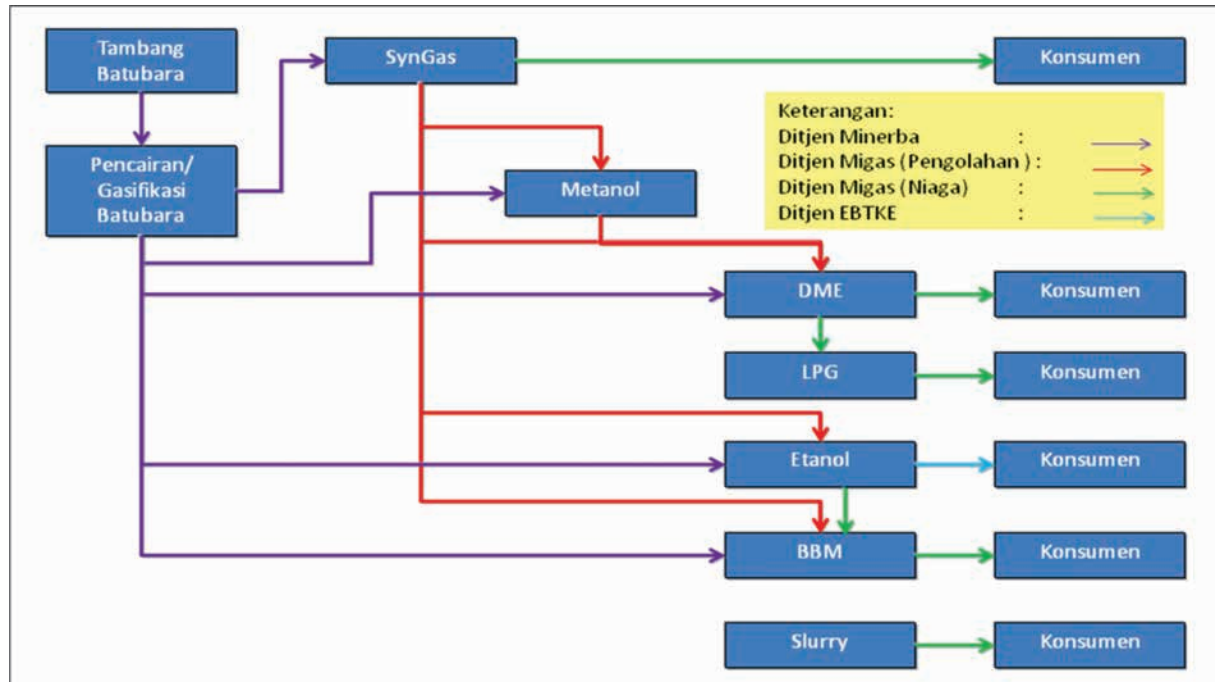 Tambang
Batubara
SynGas
Konsumen
Keterangan:
Ditjen Minerba :
Ditjen Migas (Pengolahan ) :
Ditjen Migas (Niaga) :
Ditjen EBTKE :
Pencairan/
Gasifikasi
Batubara
Metanol
DME
Konsumen
LPG
Konsumen
Etanol
Konsumen
BBM
Konsumen
Slurry
Konsumen